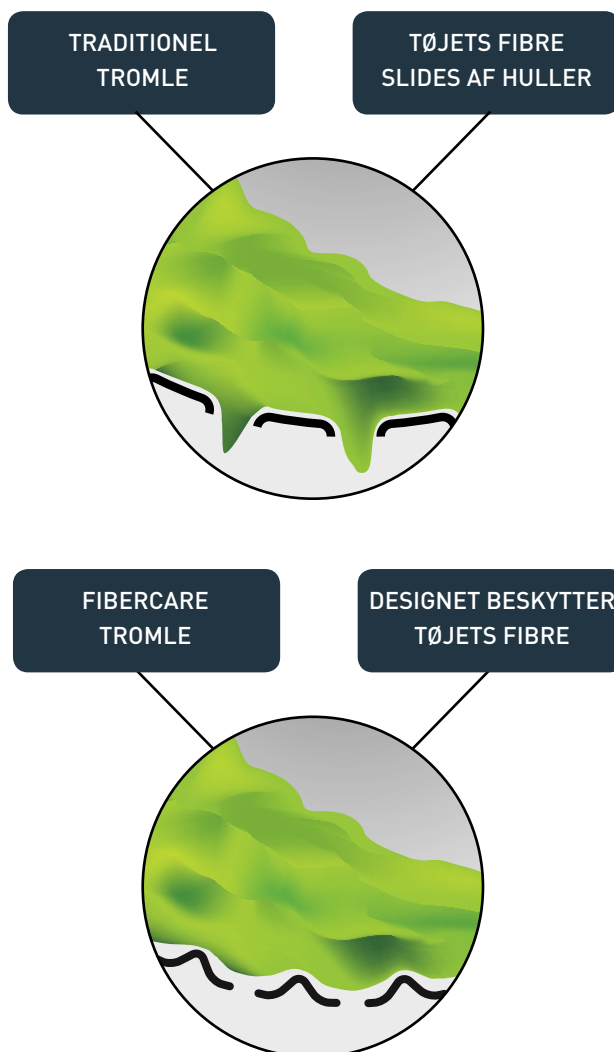 TRADITIONEL
TROMLE
TØJETS FIBRE
SLIDES AF HULLER
FIBERCARE
TROMLE
DESIGNET BESKYTTER
TØJETS FIBRE